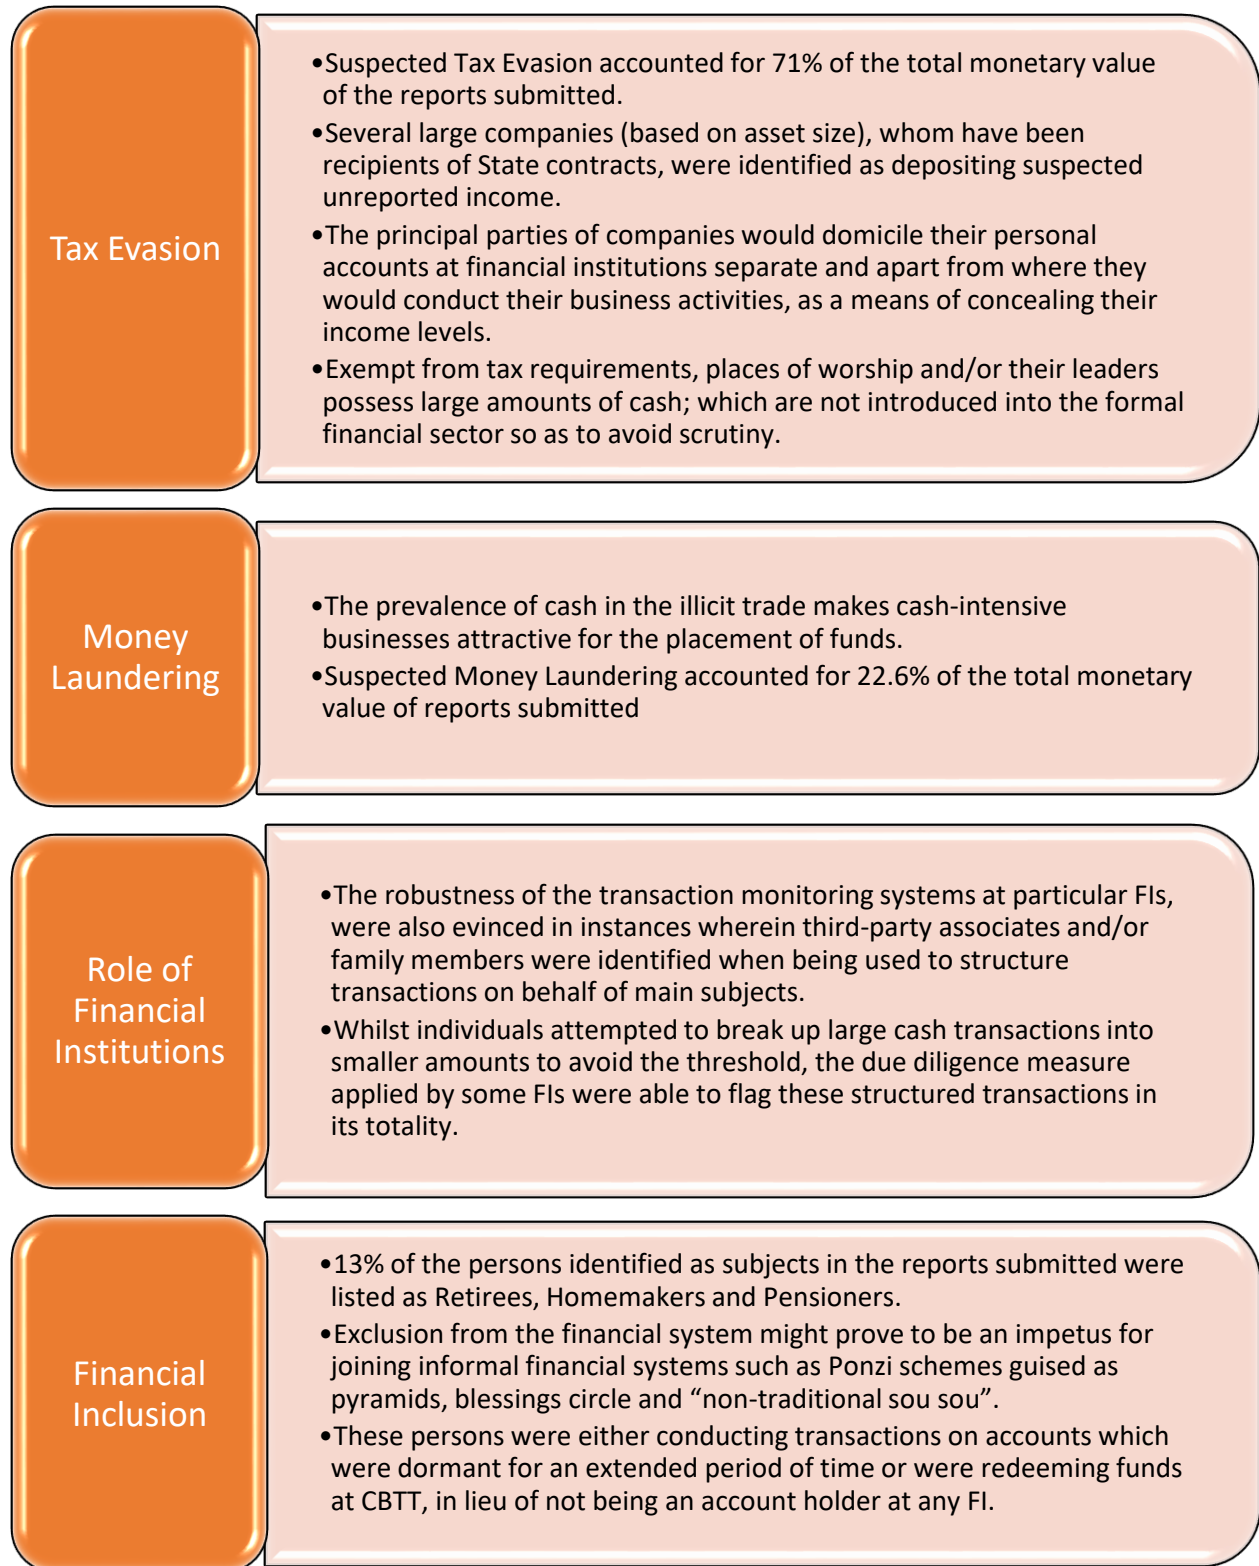 Tax Evasion
•Suspected Tax Evasion accounted for 71% of the total monetary value
of the reports submitted.
•Several large companies (based on asset size), whom have been
recipients of State contracts, were identified as depositing suspected
unreported income.
•The principal parties of companies would domicile their personal
accounts at financial institutions separate and apart from where they
would conduct their business activities, as a means of concealing their
income levels.
•Exempt from tax requirements, places of worship and/or their leaders
possess large amounts of cash; which are not introduced into the formal
financial sector so as to avoid scrutiny.
Money
Laundering
•The prevalence of cash in the illicit trade makes cash-intensive
businesses attractive for the placement of funds.
•Suspected Money Laundering accounted for 22.6% of the total monetary
value of reports submitted
Role of
Financial
Institutions
•The robustness of the transaction monitoring systems at particular FIs,
were also evinced in instances wherein third-party associates and/or
family members were identified when being used to structure
transactions on behalf of main subjects.
•Whilst individuals attempted to break up large cash transactions into
smaller amounts to avoid the threshold, the due diligence measure
applied by some FIs were able to flag these structured transactions in
its totality.
Financial
Inclusion
•13% of the persons identified as subjects in the reports submitted were
listed as Retirees, Homemakers and Pensioners.
•Exclusion from the financial system might prove to be an impetus for
joining informal financial systems such as Ponzi schemes guised as
pyramids, blessings circle and “non-traditional sou sou”.
•These persons were either conducting transactions on accounts which
were dormant for an extended period of time or were redeeming funds
at CBTT, in lieu of not being an account holder at any FI.